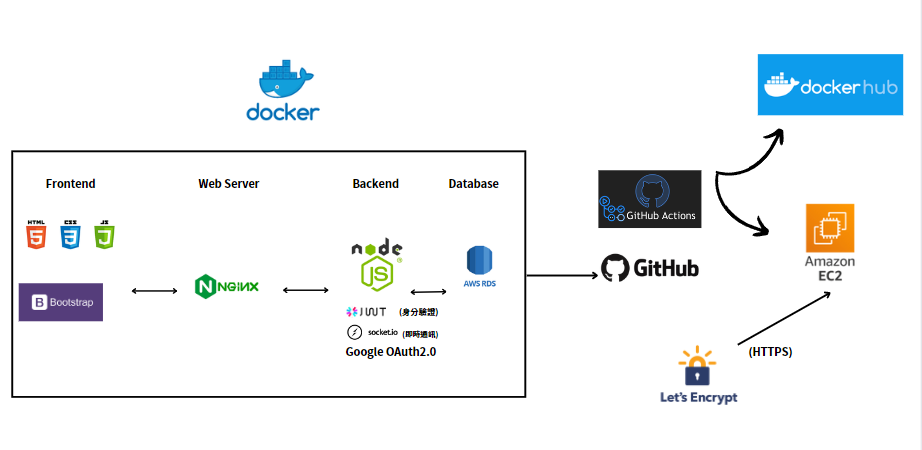 docker
dockerhub
Frontend
Web Server
Backend
Database
HTML
CSS
JS
5
3
J
node
JS
B Bootstrap
NGINX
AWS RDS
JWT (身分驗證)
socket.io (即時通訊)
Google OAuth2.0
GitHub Actions
GitHub
Amazon
EC2
(HTTPS)
Let's Encrypt